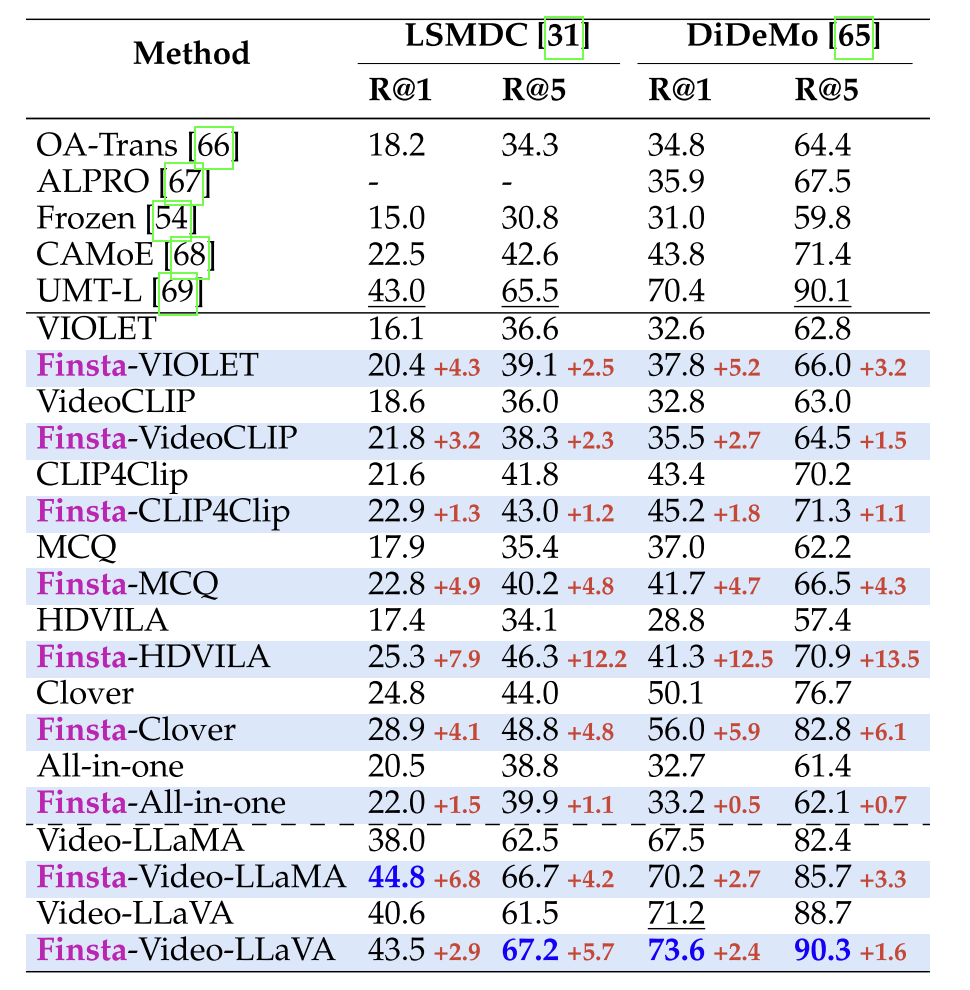 Method LSMDC [31] DiDeMo [65]
R@1 R@5 R@1 R@5
OA-Trans [66] 18.2 34.3 34.8 64.4
ALPRO [67] - - 35.9 67.5
Frozen [54] 15.0 30.8 31.0 59.8
CAMoE [68] 22.5 42.6 43.8 71.4
UMT-L [69] 43.0 65.5 70.4 90.1
VIOLET 16.1 36.6 32.6 62.8
Finsta-VIOLET 20.4 +4.3 39.1 +2.5 37.8 +5.2 66.0 +3.2
VideoCLIP 18.6 36.0 32.8 63.0
Finsta-VideoCLIP 21.8 +3.2 38.3 +2.3 35.5 +2.7 64.5 +1.5
CLIP4Clip 21.6 41.8 43.4 70.2
Finsta-CLIP4Clip 22.9 +1.3 43.0 +1.2 45.2 +1.8 71.3 +1.1
MCQ 17.9 35.4 37.0 62.2
Finsta-MCQ 22.8 +4.9 40.2 +4.8 41.7 +4.7 66.5 +4.3
HDVILA 17.4 34.1 28.8 57.4
Finsta-HDVILA 25.3 +7.9 46.3 +12.2 41.3 +12.5 70.9 +13.5
Clover 24.8 44.0 50.1 76.7
Finsta-Clover 28.9 +4.1 48.8 +4.8 56.0 +5.9 82.8 +6.1
All-in-one 20.5 38.8 32.7 61.4
Finsta-All-in-one 22.0 +1.5 39.9 +1.1 33.2 +0.5 62.1 +0.7
Video-LLaMA 38.0 62.5 67.5 82.4
Finsta-Video-LLaMA 44.8 +6.8 66.7 +4.2 70.2 +2.7 85.7 +3.3
Video-LLaVA 40.6 61.5 71.2 88.7
Finsta-Video-LLaVA 43.5 +2.9 67.2 +5.7 73.6 +2.4 90.3 +1.6